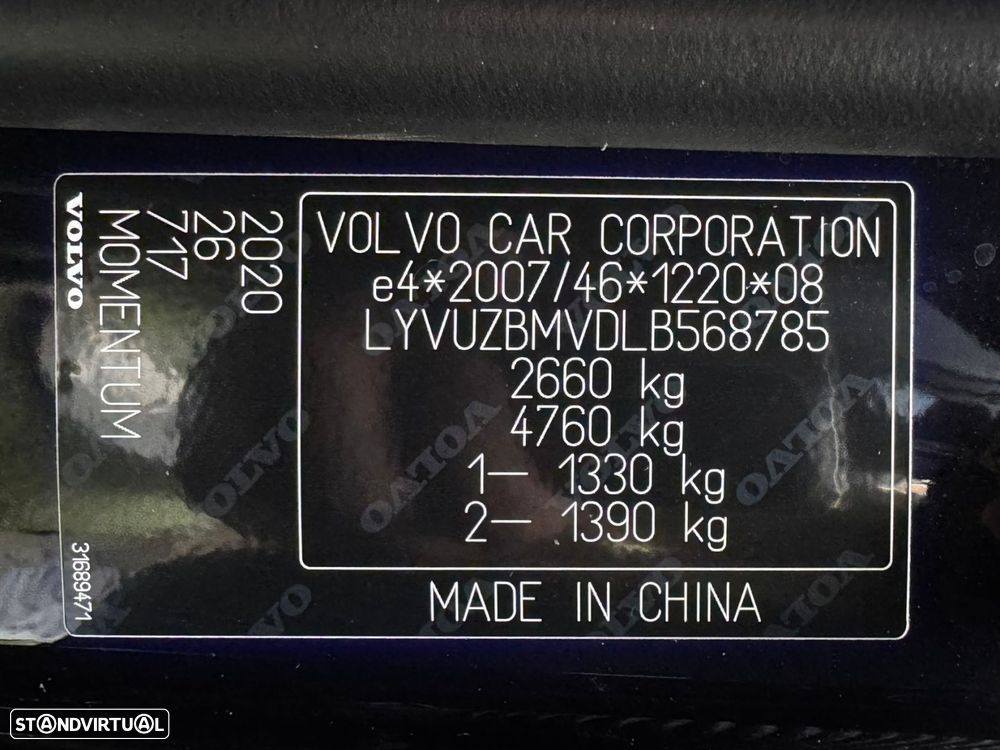 VOLVO
MOMENTUM
717
26
2020
31689471
VOLVO CAR CORPORATION
e4*2007/46*1220*08
LYVUZBMVDLB568785
2660 kg
4760 kg
1– 1330 kg
2– 1390 kg
MADE IN CHINA
STANDVIRTUAL